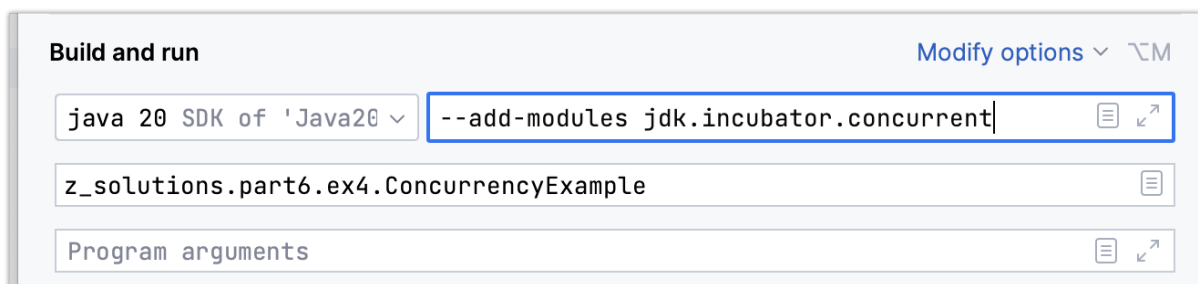 Build and run
Modify options ⌥M
java 20 SDK of 'Java20
--add-modules jdk.incubator.concurrent
z_solutions.part6.ex4.ConcurrencyExample
Program arguments